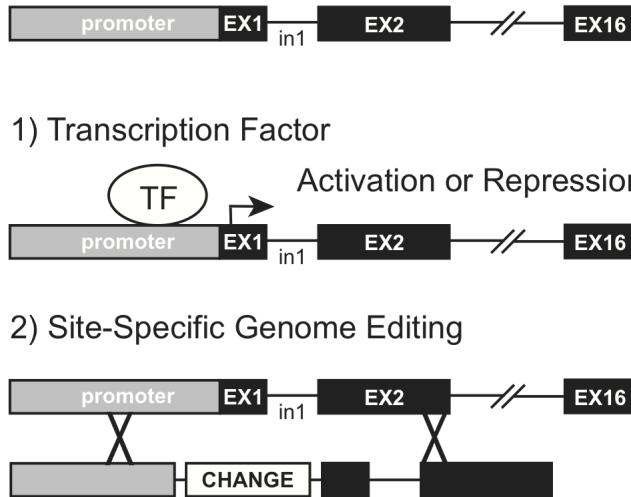 promoter EX1 in1 EX2 EX16
1) Transcription Factor
TF Activation or Repression
promoter EX1 in1 EX2 EX16
2) Site-Specific Genome Editing
promoter EX1 in1 EX2 EX16
CHANGE